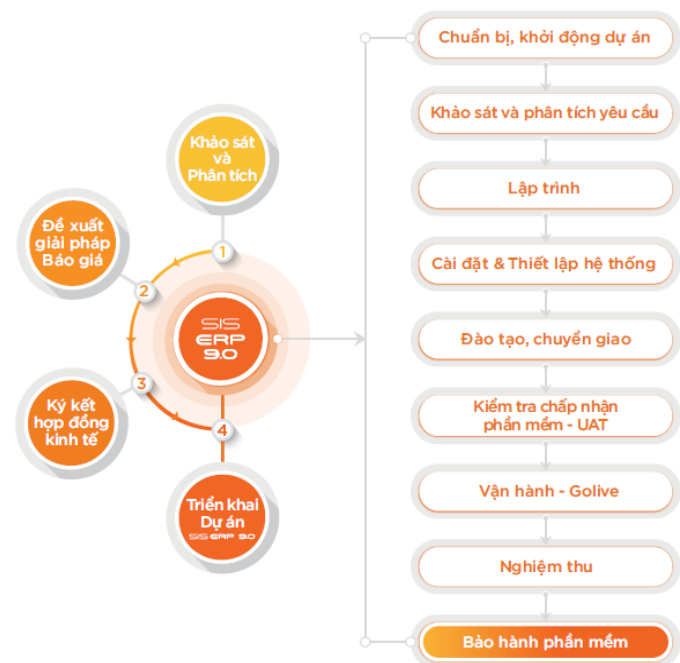 Khảo sát
và
Phân tích
Đề xuất
giải pháp
Báo giá
Ký kết
hợp đồng
kinh tế
Triển khai
Dự án
SIS ERP 9.0
1
2
3
4
SIS
ERP
9.0
Chuẩn bị, khởi động dự án
Khảo sát và phân tích yêu cầu
Lập trình
Cài đặt & Thiết lập hệ thống
Đào tạo, chuyển giao
Kiểm tra chấp nhận
phần mềm - UAT
Vận hành - Golive
Nghiệm thu
Bảo hành phần mềm